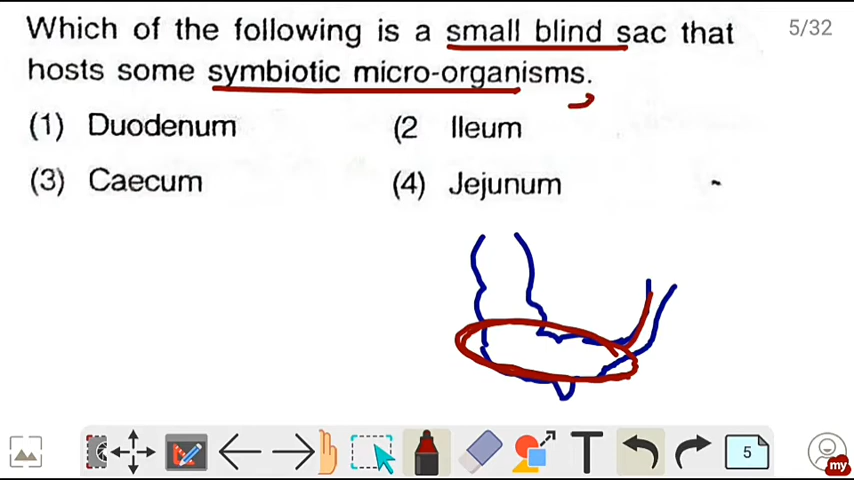 Which of the following is a small blind sac that
5/32
hosts some symbiotic micro-organisms.
(1) Duodenum
(2 Ileum
(3) Caecum
(4) Jejunum
T
5
my